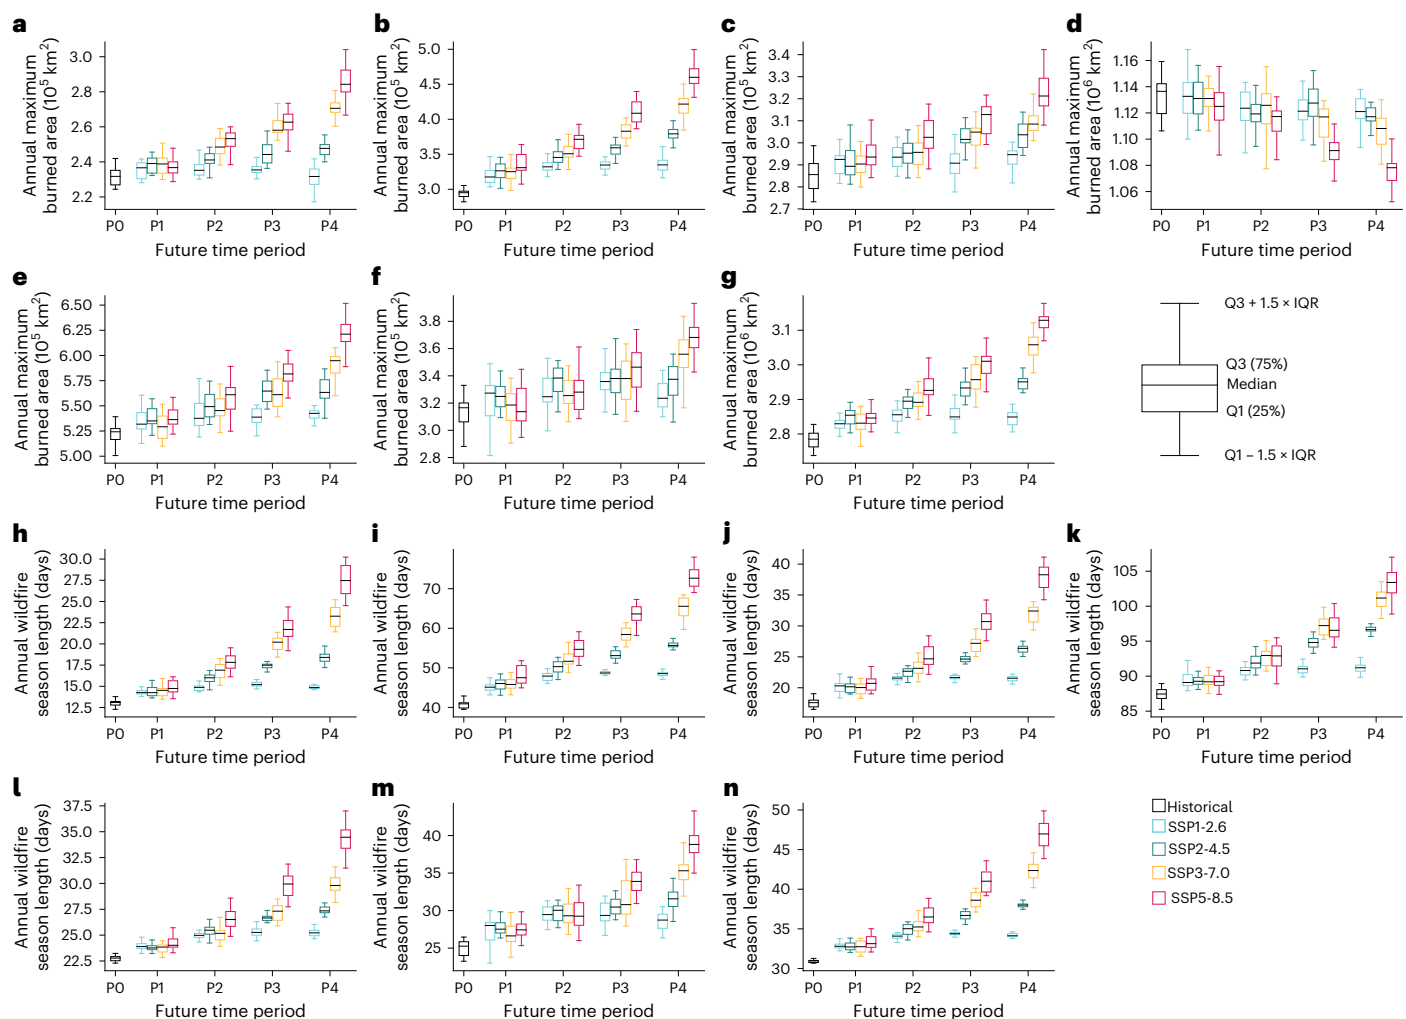 a
Annual maximum
burned area (10⁵ km²)
3.0
2.8
2.6
2.4
2.2
P0 P1 P2 P3 P4
Future time period
b
Annual maximum
burned area (10⁵ km²)
5.0
4.5
4.0
3.5
3.0
P0 P1 P2 P3 P4
Future time period
c
Annual maximum
burned area (10⁵ km²)
3.4
3.3
3.2
3.1
3.0
2.9
2.8
2.7
P0 P1 P2 P3 P4
Future time period
d
Annual maximum
burned area (10⁶ km²)
1.16
1.14
1.12
1.10
1.08
1.06
P0 P1 P2 P3 P4
Future time period
e
Annual maximum
burned area (10⁵ km²)
6.50
6.25
6.00
5.75
5.50
5.25
5.00
P0 P1 P2 P3 P4
Future time period
f
Annual maximum
burned area (10⁵ km²)
3.8
3.6
3.4
3.2
3.0
2.8
P0 P1 P2 P3 P4
Future time period
g
Annual maximum
burned area (10⁶ km²)
3.1
3.0
2.9
2.8
P0 P1 P2 P3 P4
Future time period
Q3 + 1.5 × IQR
Q3 (75%)
Median
Q1 (25%)
Q1 – 1.5 × IQR
h
Annual wildfire
season length (days)
30.0
27.5
25.0
22.5
20.0
17.5
15.0
12.5
P0 P1 P2 P3 P4
Future time period
i
Annual wildfire
season length (days)
70
60
50
40
P0 P1 P2 P3 P4
Future time period
j
Annual wildfire
season length (days)
40
35
30
25
20
P0 P1 P2 P3 P4
Future time period
k
Annual wildfire
season length (days)
105
100
95
90
85
P0 P1 P2 P3 P4
Future time period
l
Annual wildfire
season length (days)
37.5
35.0
32.5
30.0
27.5
25.0
22.5
P0 P1 P2 P3 P4
Future time period
m
Annual wildfire
season length (days)
40
35
30
25
P0 P1 P2 P3 P4
Future time period
n
Annual wildfire
season length (days)
50
45
40
35
30
P0 P1 P2 P3 P4
Future time period
Historical
SSP1-2.6
SSP2-4.5
SSP3-7.0
SSP5-8.5